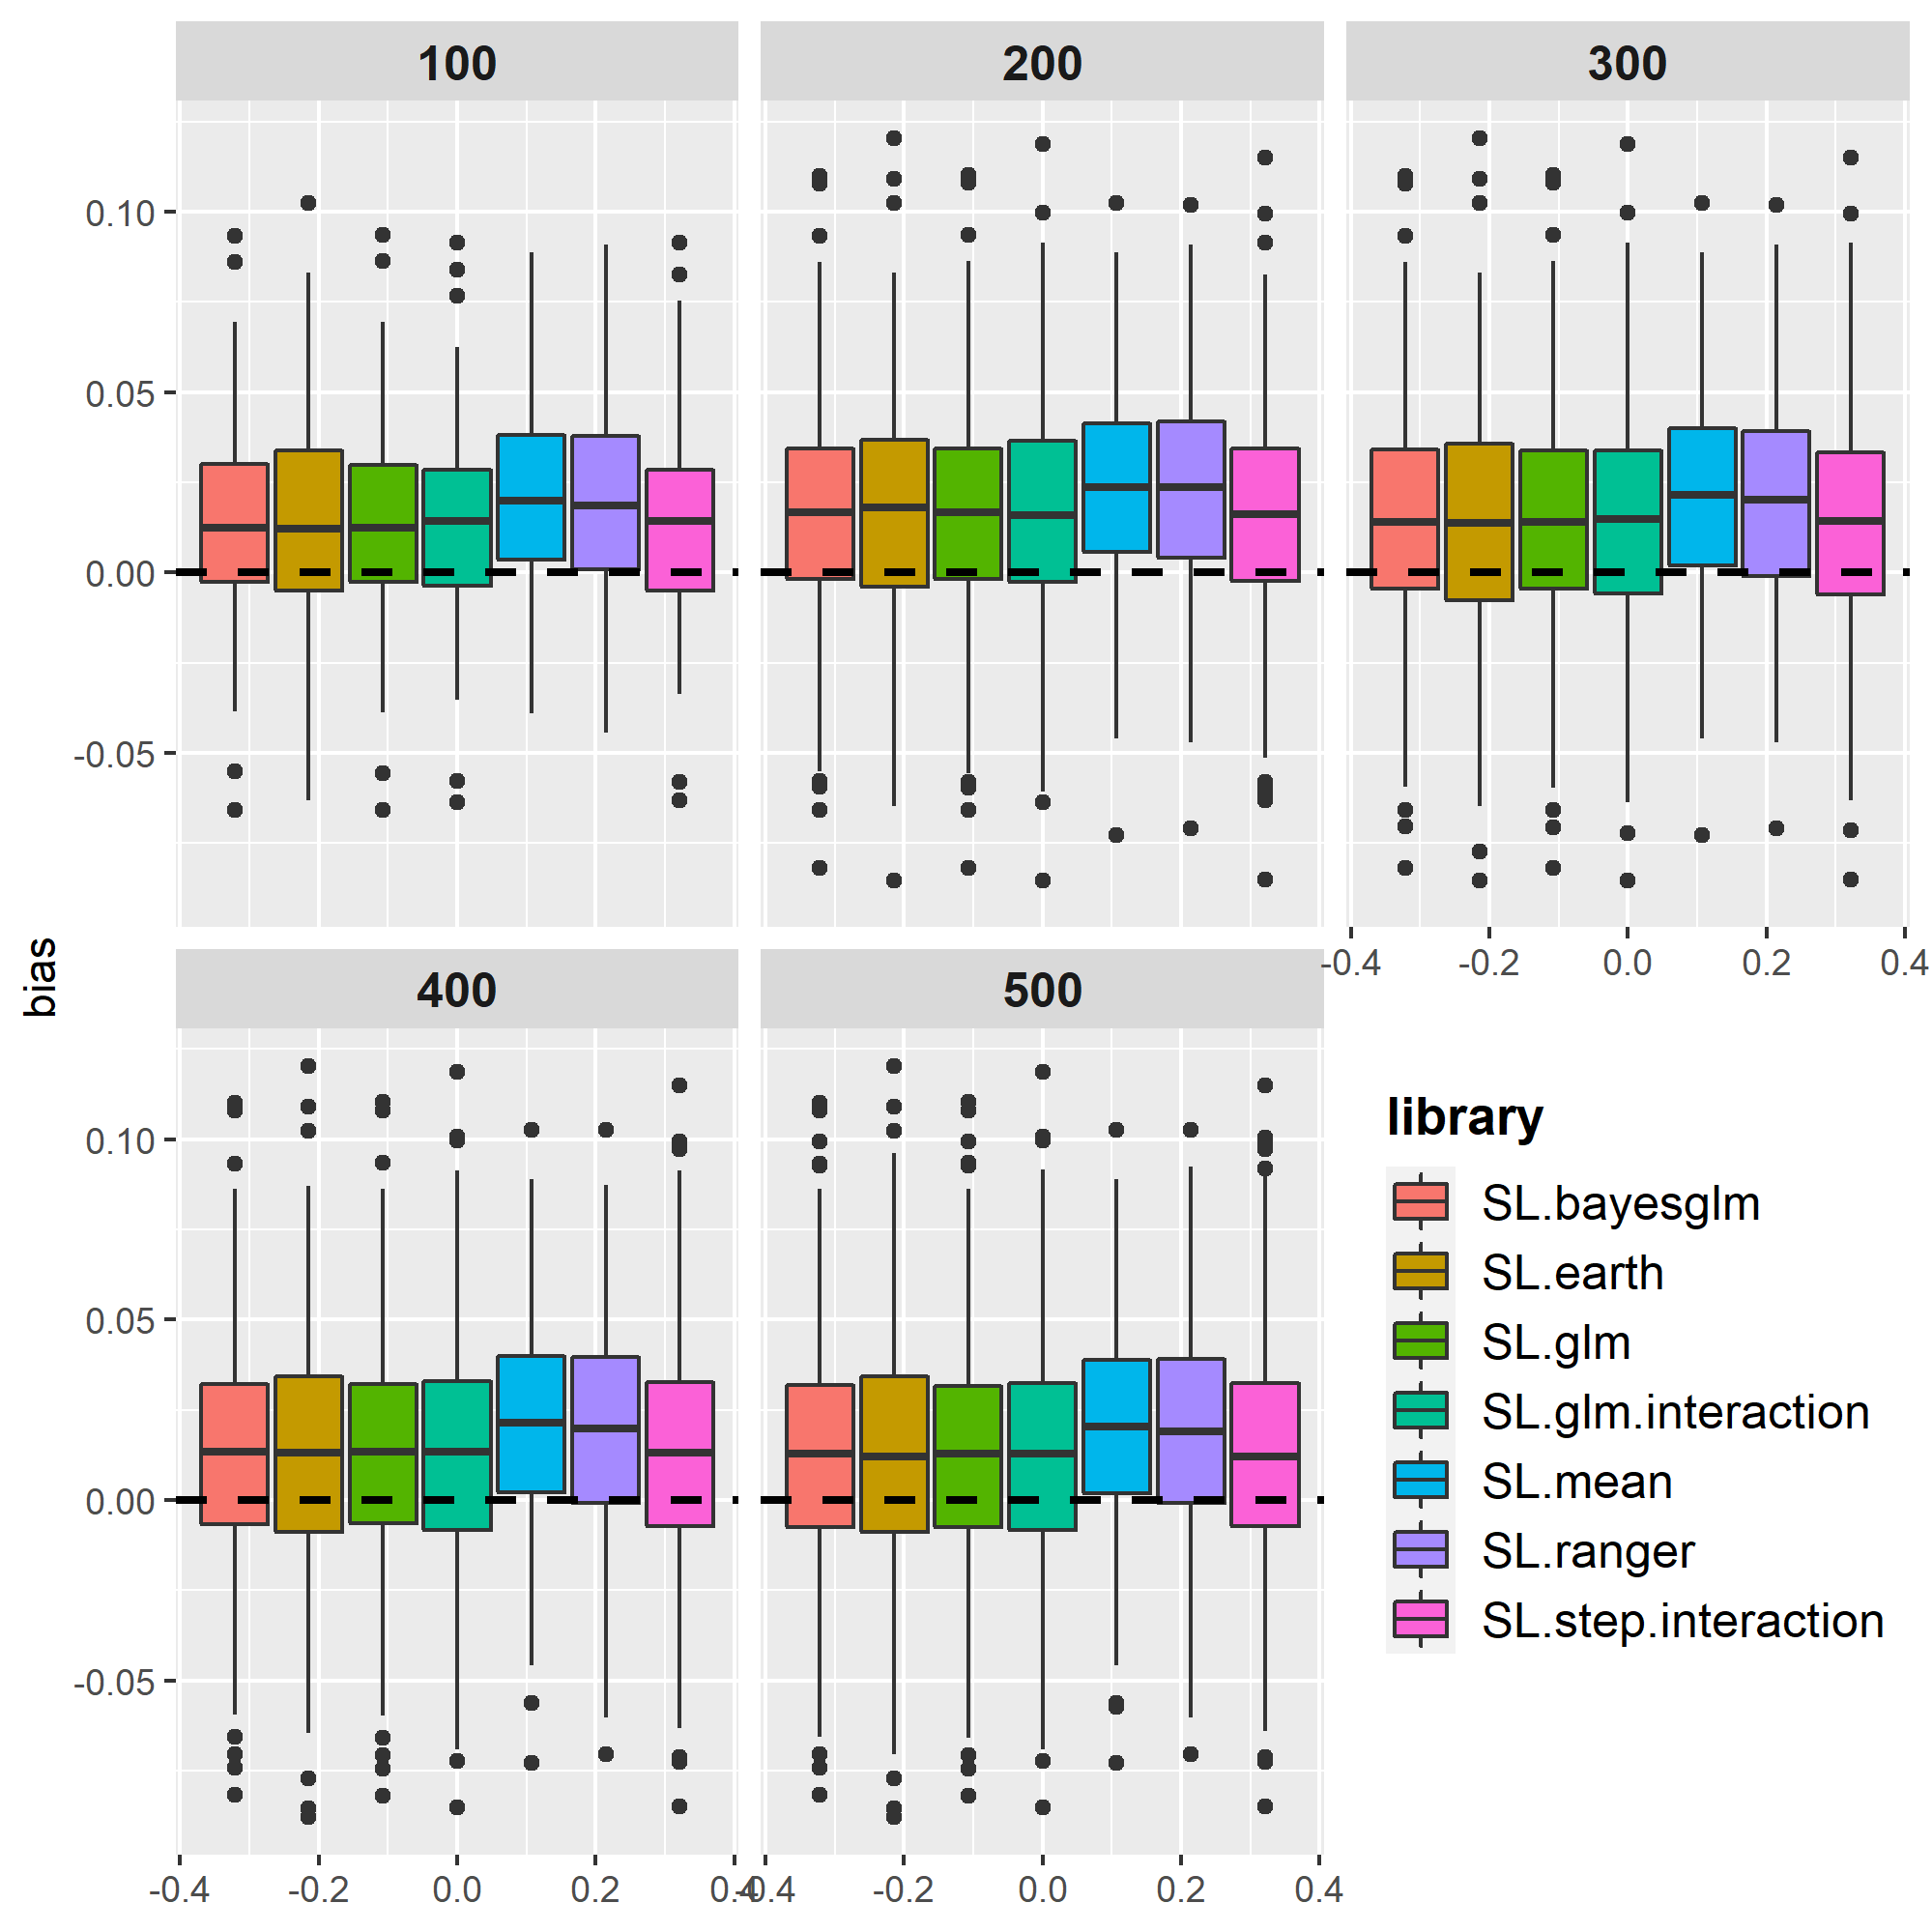 100 200 300
0.10
0.05
0.00
-0.05
-0.4 -0.2 0.0 0.2 0.4
bias
400 500
0.10
0.05
0.00
-0.05
-0.4 -0.2 0.0 0.2 0.4 -0.4 -0.2 0.0 0.2 0.4
library
SL.bayesglm
SL.earth
SL.glm
SL.glm.interaction
SL.mean
SL.ranger
SL.step.interaction